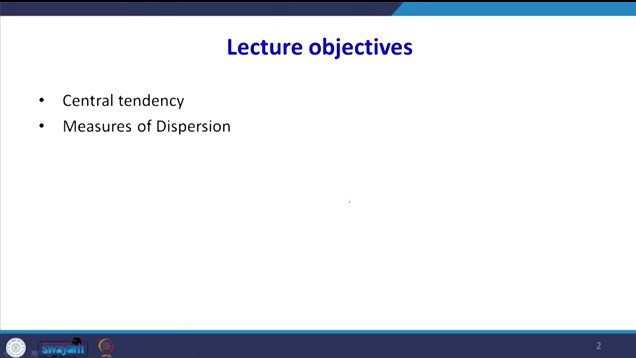 Lecture objectives
• Central tendency
• Measures of Dispersion
swayam
2